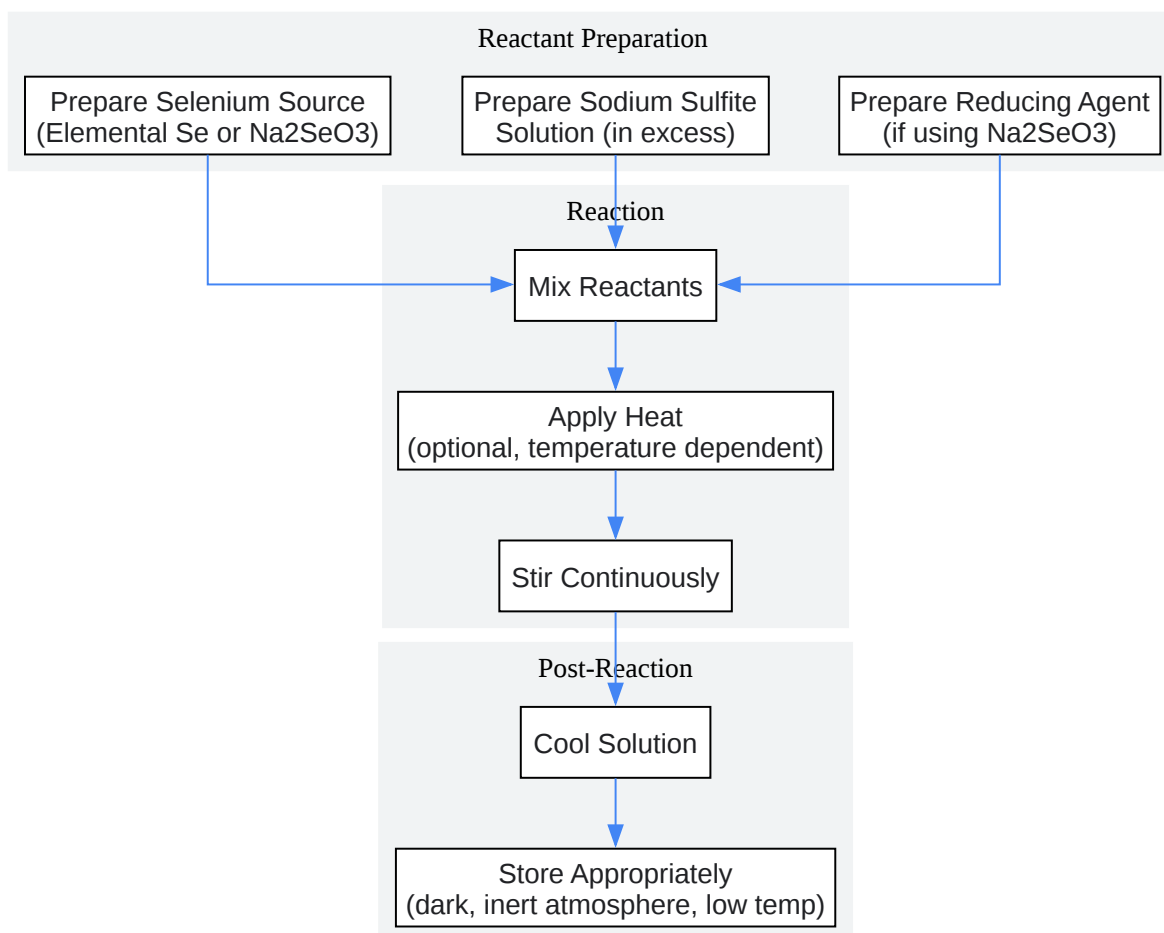 Reactant Preparation
Prepare Selenium Source
(Elemental Se or Na2SeO3)
Prepare Sodium Sulfite
Solution (in excess)
Prepare Reducing Agent
(if using Na2SeO3)
Reaction
Mix Reactants
Apply Heat
(optional, temperature dependent)
Stir Continuously
Post-Reaction
Cool Solution
Store Appropriately
(dark, inert atmosphere, low temp)